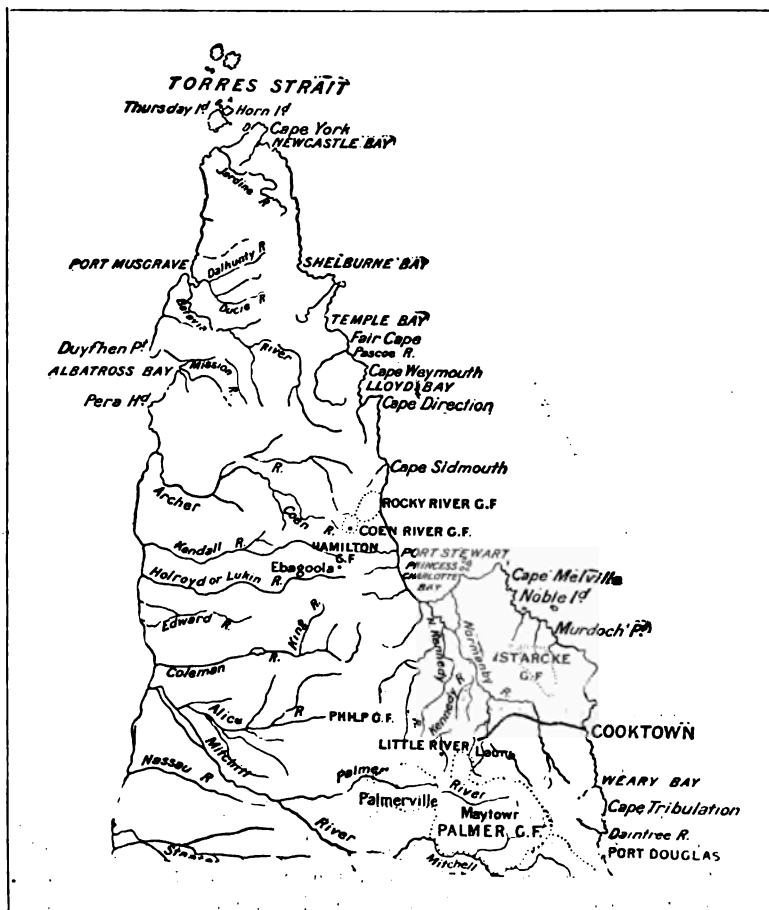 TORRES STRAIT
Thursday Id
Horn Id
Cape York
NEWCASTLE BAY
Jardine R.
PORT MUSGRAVE
Dalhunty R
SHELBURNE BAY
Ducie R
Batavia
River
TEMPLE BAY
Fair Cape
Pascoe R.
Duyfhen Pt
ALBATROSS BAY
Mission R.
Cape Weymouth
LLOYD BAY
Cape Direction
Pera Hd
Cape Sidmouth
Archer
R.
Coen R.
ROCKY RIVER G.F
COEN RIVER G.F.
Kendall R.
HAMILTON
G.F
Ebagoola
Holroyd or Lukin R.
PORT STEWART
PRINCESS
CHARLOTTE
BAY
Cape Melville
Noble Id
Murdoch Pt
Edward R.
King R.
N. Kennedy
R.
Kennedy R.
Normanby
R.
STARCKE
G.F
Coleman
R.
Alice
R
PHILP G.F.
COOKTOWN
LITTLE RIVER
Laura
Mitchell
River
Nassau R
Palmer
River
Palmerville
WEARY BAY
Cape Tribulation
Maytown
PALMER G.F.
Daintree R.
PORT DOUGLAS
Mitchell